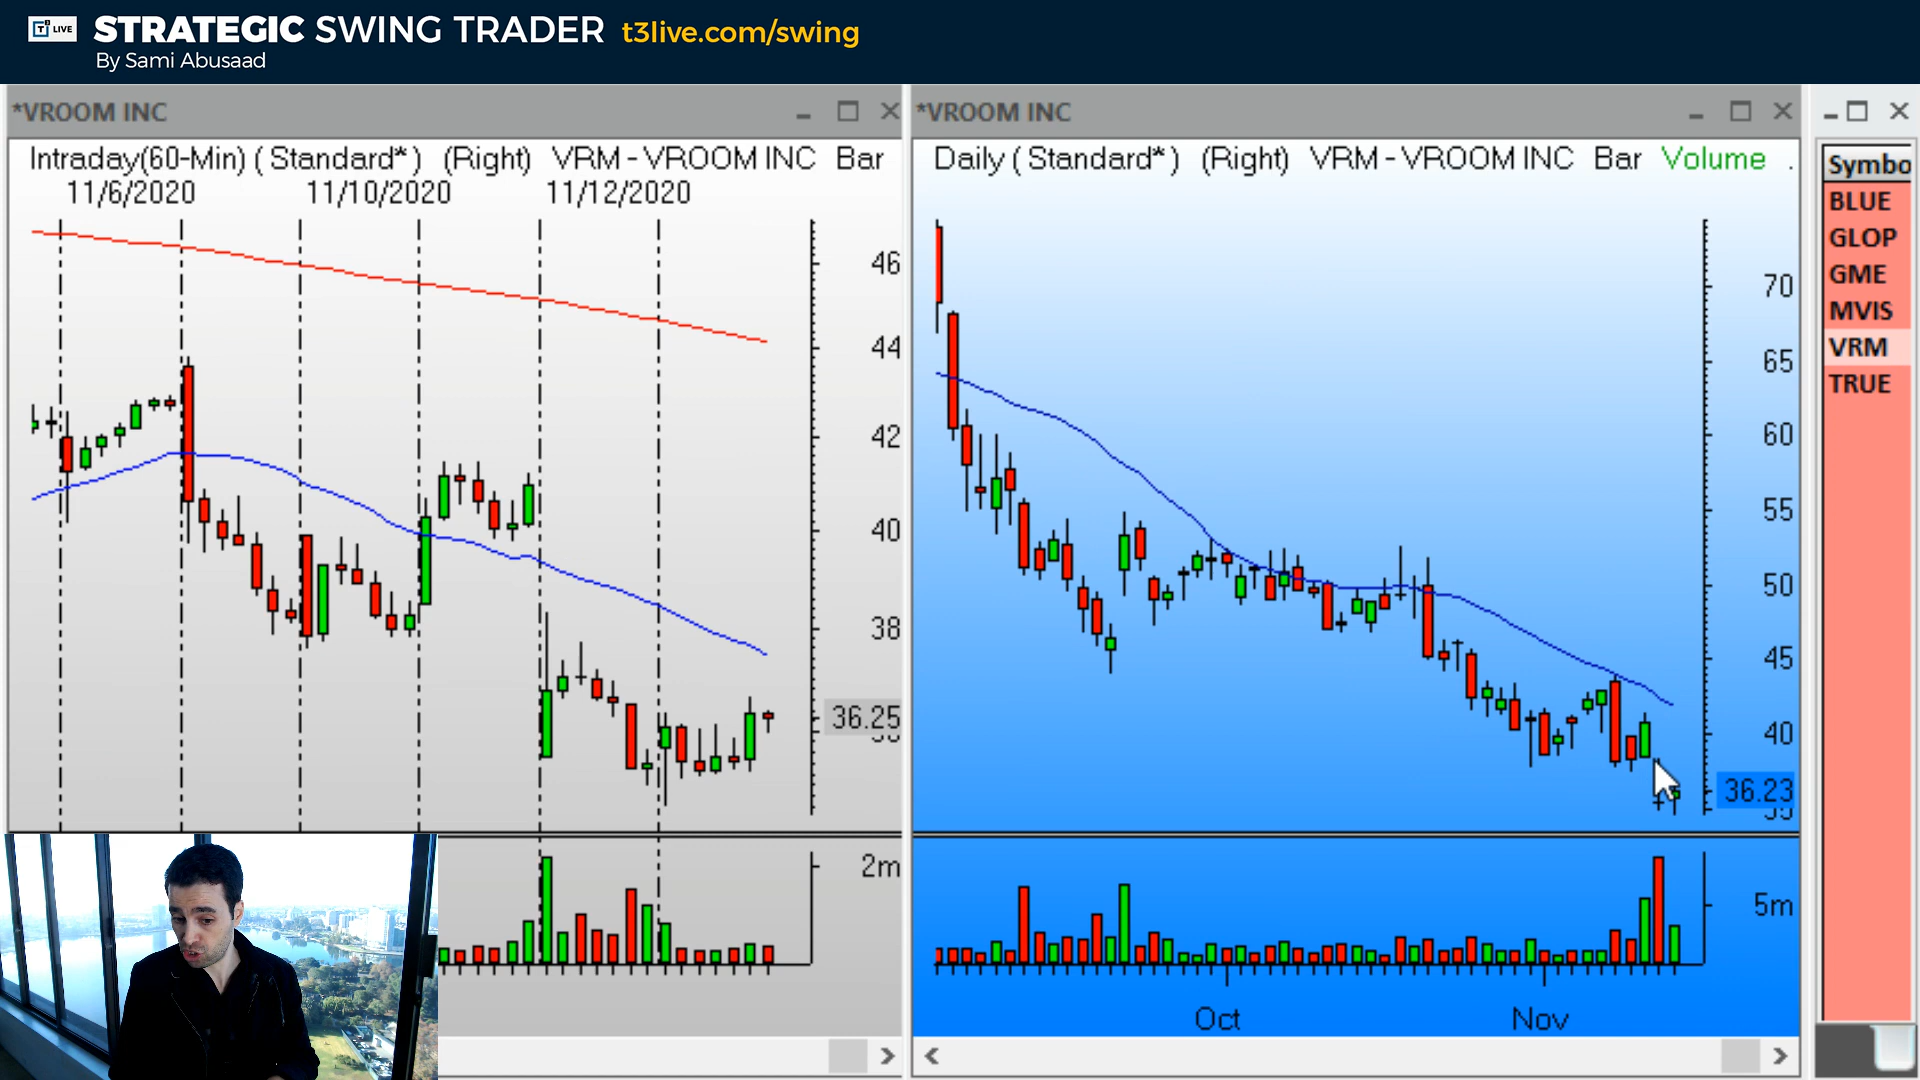 T3 LIVE STRATEGIC SWING TRADER t3live.com/swing
By Sami Abusaad
*VROOM INC
Intraday(60-Min) ( Standard* ) (Right) VRM - VROOM INC Bar
11/6/2020 11/10/2020 11/12/2020
46
44
42
40
38
36.25
2m
*VROOM INC
Daily ( Standard* ) (Right) VRM - VROOM INC Bar Volume .
70
65
60
55
50
45
40
36.23
5m
Oct Nov
Symbo
BLUE
GLOP
GME
MVIS
VRM
TRUE